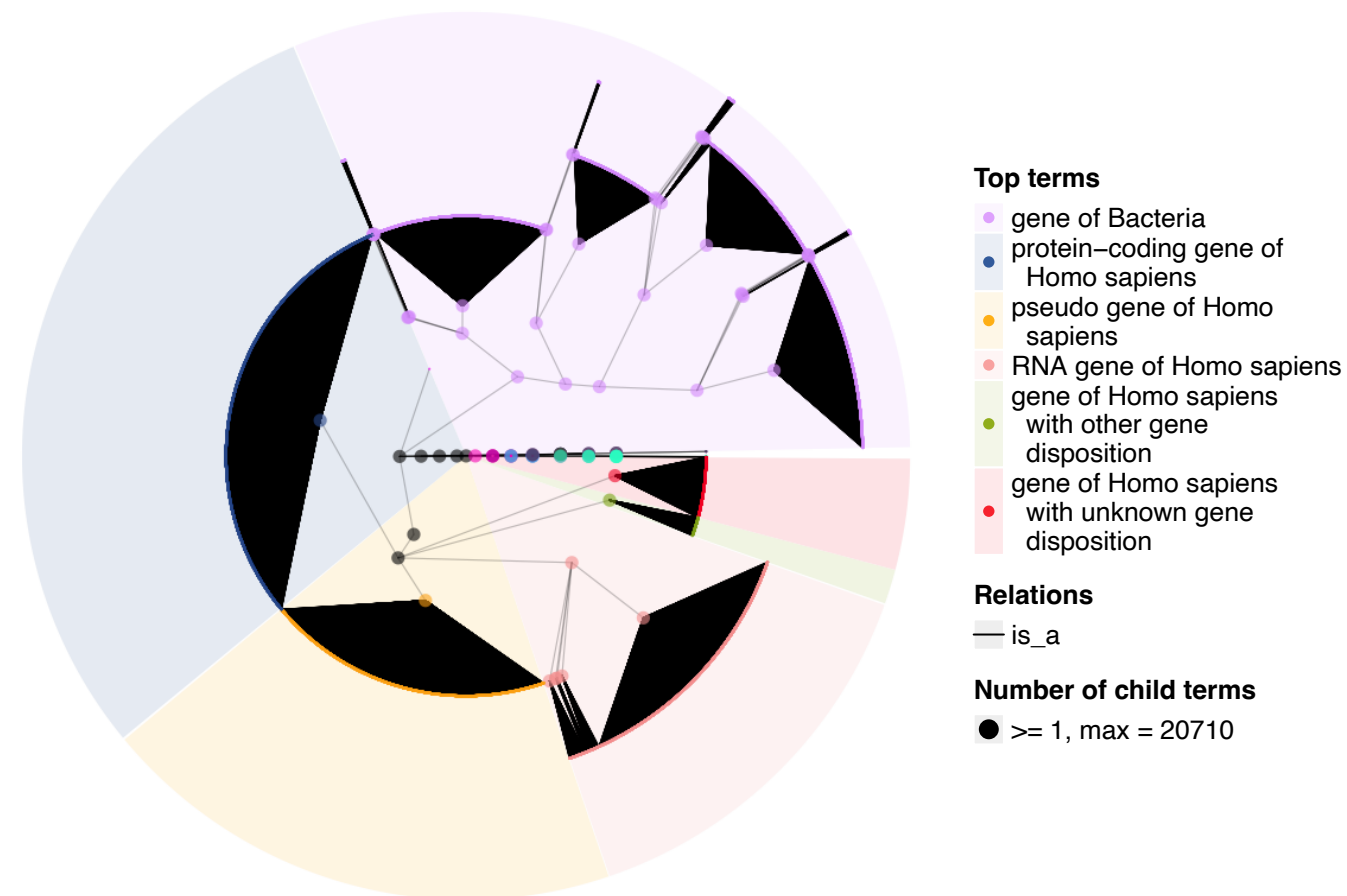 Top terms
gene of Bacteria
protein−coding gene of
Homo sapiens
pseudo gene of Homo
sapiens
RNA gene of Homo sapiens
gene of Homo sapiens
with other gene
disposition
gene of Homo sapiens
with unknown gene
disposition
Relations
is_a
Number of child terms
>= 1, max = 20710